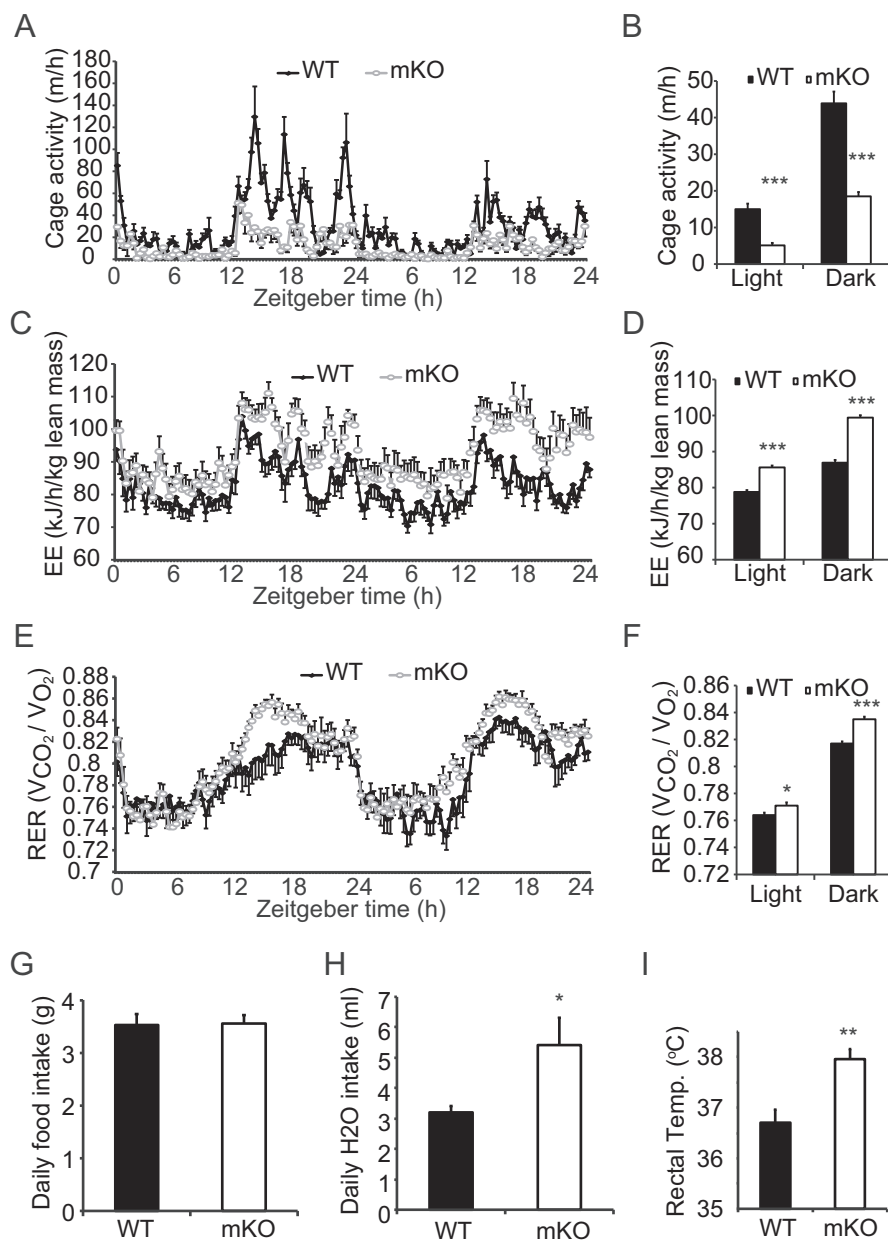 A
Cage activity (m/h)
180
160
140
120
100
80
60
40
20
0
WT mKO
0 6 12 18 24 6 12 18 24
Zeitgeber time (h)
B
Cage activity (m/h)
50
40
30
20
10
0
WT mKO
***
***
Light Dark
C
EE (kJ/h/kg lean mass)
120
110
100
90
80
70
60
WT mKO
0 6 12 18 24 6 12 18 24
Zeitgeber time (h)
D
EE (kJ/h/kg lean mass)
110
100
90
80
70
60
WT mKO
***
***
Light Dark
E
RER (VCO2 / VO2)
0.88
0.86
0.84
0.82
0.8
0.78
0.76
0.74
0.72
0.7
WT mKO
0 6 12 18 24 6 12 18 24
Zeitgeber time (h)
F
RER (VCO2 / VO2)
0.86
0.84
0.82
0.8
0.78
0.76
0.74
0.72
WT mKO
*
***
Light Dark
G
Daily food intake (g)
4
3
2
1
0
WT mKO
H
Daily H2O intake (ml)
7
6
5
4
3
2
1
0
*
WT mKO
I
Rectal Temp. (ºC)
38
37
36
35
**
WT mKO